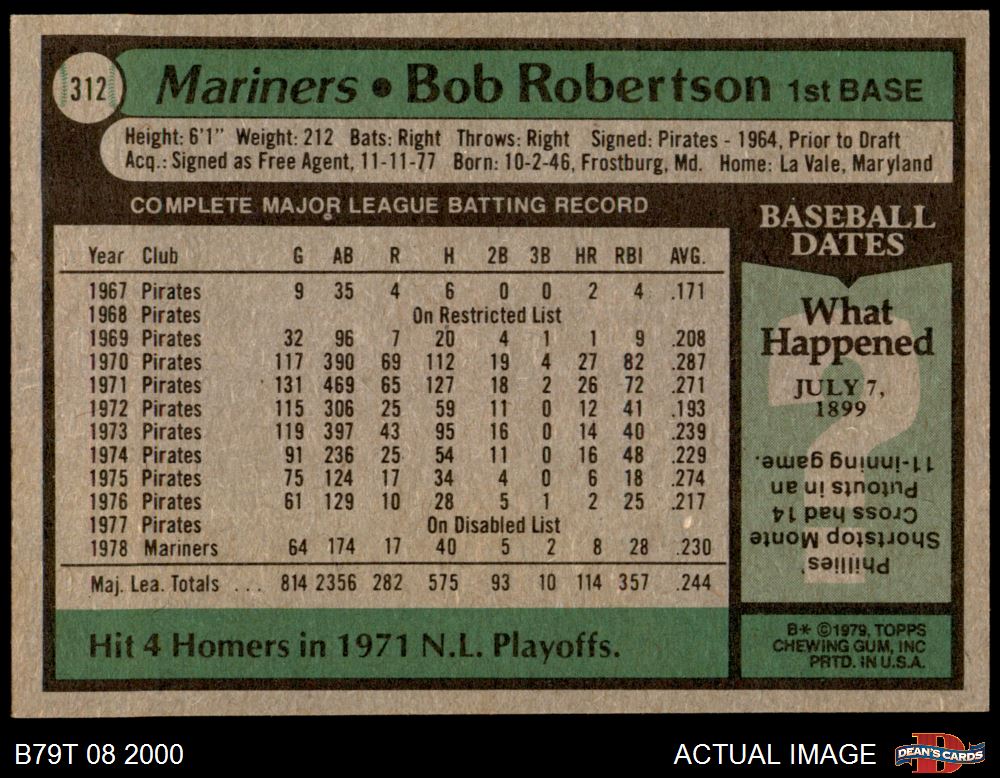 312
Mariners • Bob Robertson 1st BASE
Height: 6'1" Weight: 212 Bats: Right Throws: Right Signed: Pirates - 1964, Prior to Draft
Acq.: Signed as Free Agent, 11-11-77 Born: 10-2-46, Frostburg, Md. Home: La Vale, Maryland
COMPLETE MAJOR LEAGUE BATTING RECORD
Year Club G AB R H 2B 3B HR RBI AVG.
1967 Pirates 9 35 4 6 0 0 2 4 .171
1968 Pirates On Restricted List
1969 Pirates 32 96 7 20 4 1 1 9 .208
1970 Pirates 117 390 69 112 19 4 27 82 .287
1971 Pirates 131 469 65 127 18 2 26 72 .271
1972 Pirates 115 306 25 59 11 0 12 41 .193
1973 Pirates 119 397 43 95 16 0 14 40 .239
1974 Pirates 91 236 25 54 11 0 16 48 .229
1975 Pirates 75 124 17 34 4 0 6 18 .274
1976 Pirates 61 129 10 28 5 1 2 25 .217
1977 Pirates On Disabled List
1978 Mariners 64 174 17 40 5 2 8 28 .230
Maj. Lea. Totals ... 814 2356 282 575 93 10 114 357 .244
Hit 4 Homers in 1971 N.L. Playoffs.
BASEBALL
DATES
What
Happened
JULY 7,
1899
Phillies'
Shortstop Monte
Cross had 14
Putouts in an
11-inning game.
B* ©1979, TOPPS
CHEWING GUM, INC
PRTD. IN U.S.A.
B79T 08 2000
ACTUAL IMAGE
DEAN'S CARDS